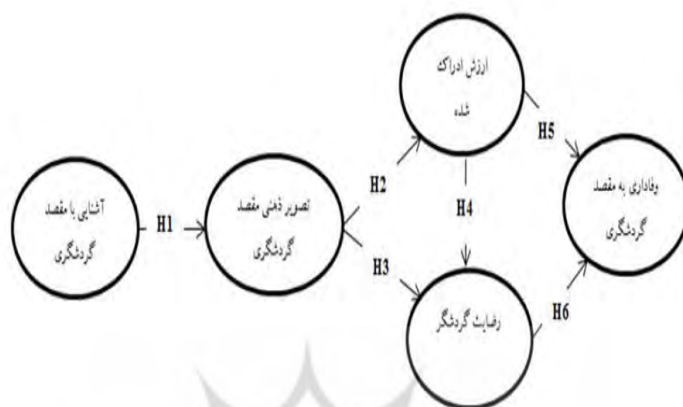 ارزش ادراک
شده
H5
وفاداری به مقصد
گردشگری
H2
H4
آشنایی با مقصد
گردشگری
H1
تصویر ذهنی مقصد
گردشگری
H3
رضایت گردشگر
H6